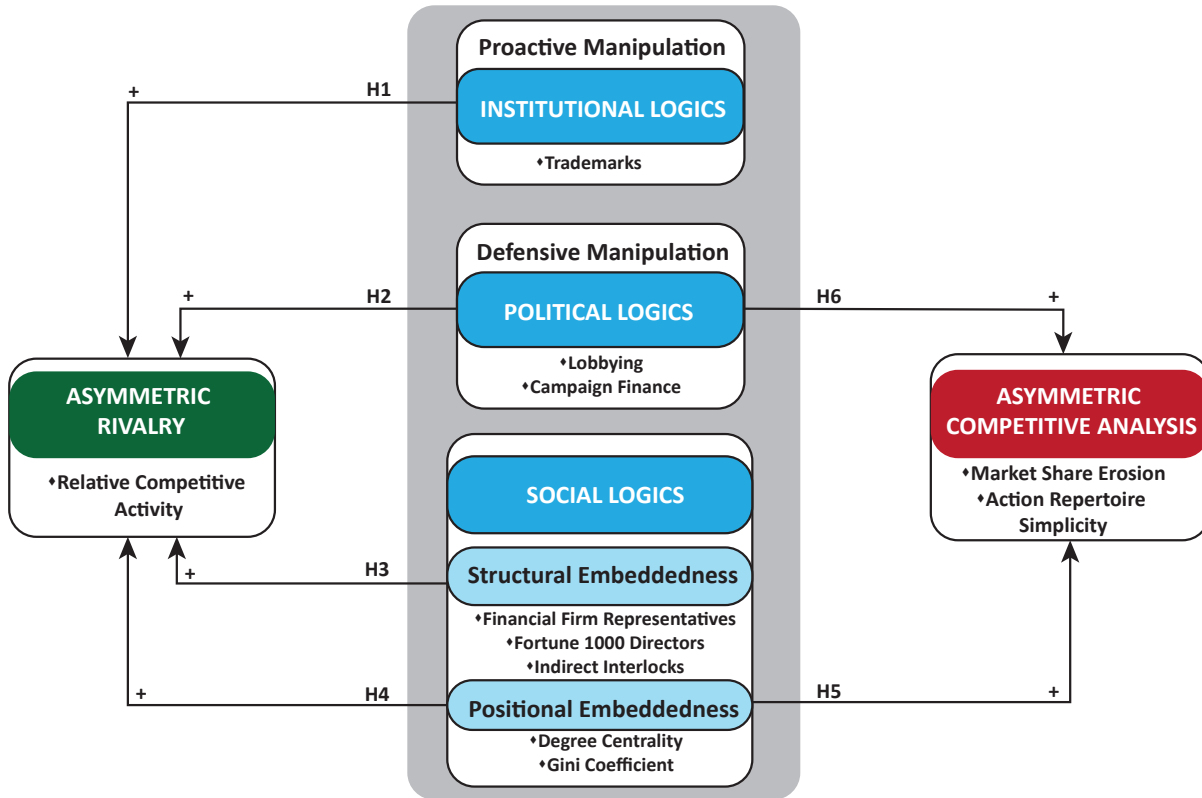 Proactive Manipulation
INSTITUTIONAL LOGICS
♦Trademarks
+
H1
Defensive Manipulation
POLITICAL LOGICS
♦Lobbying
♦Campaign Finance
+
H2
H6
+
ASYMMETRIC
RIVALRY
♦Relative Competitive
Activity
ASYMMETRIC
COMPETITIVE ANALYSIS
♦Market Share Erosion
♦Action Repertoire
Simplicity
SOCIAL LOGICS
Structural Embeddedness
♦Financial Firm Representatives
♦Fortune 1000 Directors
♦Indirect Interlocks
+
H3
Positional Embeddedness
♦Degree Centrality
♦Gini Coefficient
+
H4
H5
+